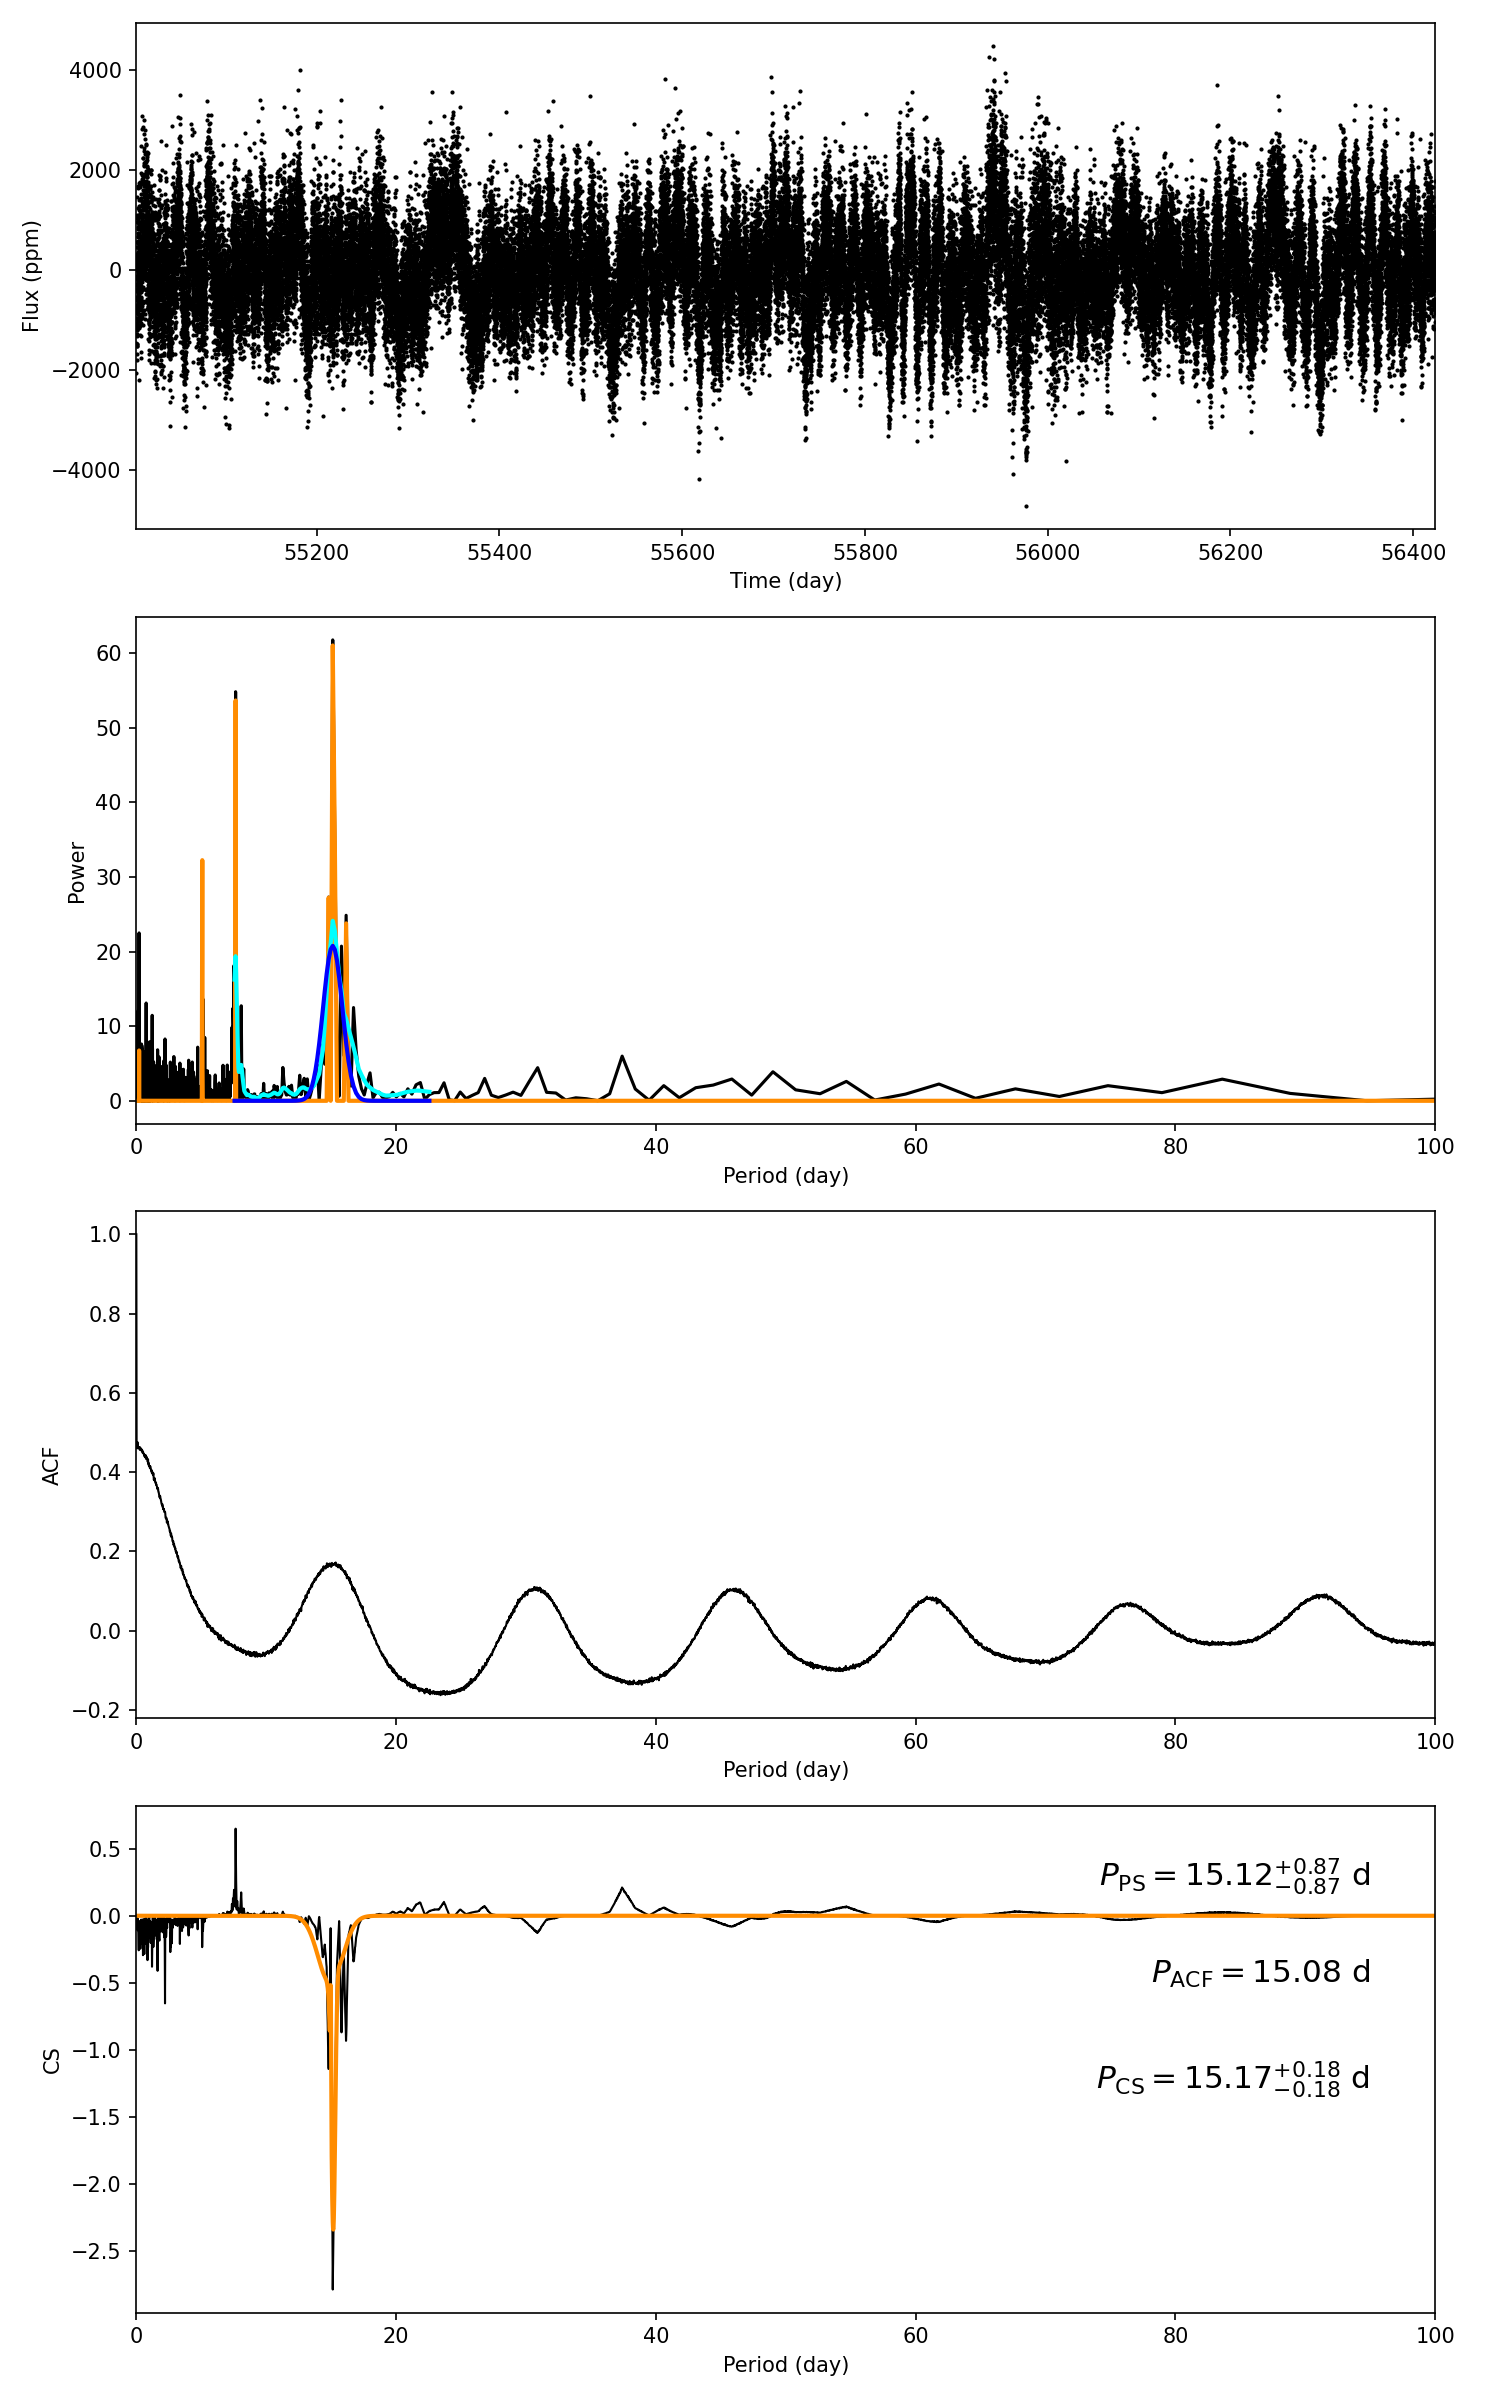 4000
2000
0
−2000
−4000
Flux (ppm)
55200 55400 55600 55800 56000 56200 56400
Time (day)
60
50
40
30
20
10
0
Power
0 20 40 60 80 100
Period (day)
1.0
0.8
0.6
0.4
0.2
0.0
−0.2
ACF
0 20 40 60 80 100
Period (day)
0.5
0.0
−0.5
−1.0
−1.5
−2.0
−2.5
CS
P_PS = 15.12^{+0.87}_{−0.87} d
P_ACF = 15.08 d
P_CS = 15.17^{+0.18}_{−0.18} d
0 20 40 60 80 100
Period (day)